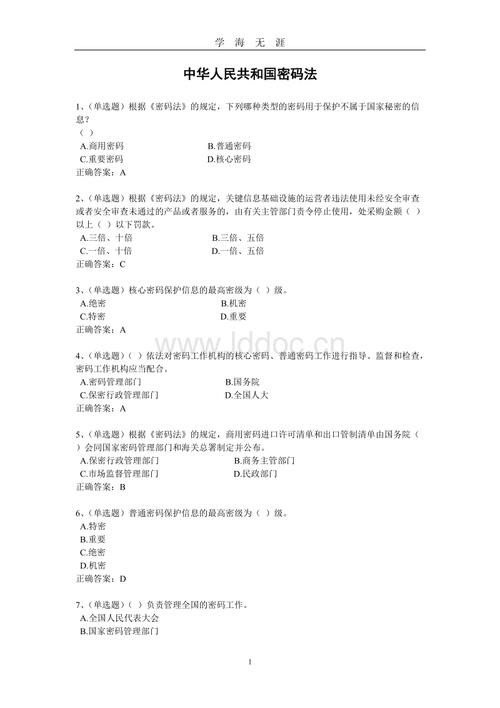 学 海 无 涯
中华人民共和国密码法
1、（单选题）根据《密码法》的规定，下列哪种类型的密码用于保护不属于国家秘密的信
息？
（ ）
A.商用密码 B.普通密码
C.重要密码 D.核心密码
正确答案：A
2、（单选题）根据《密码法》的规定，关键信息基础设施的运营者违法使用未经安全审查
或者安全审查未通过的产品或者服务的，由有关主管部门责令停止使用，处采购金额（ ）
以上（ ）以下罚款。
A.三倍、十倍 B.三倍、五倍
C.一倍、十倍 D.一倍、五倍
正确答案：C
3、（单选题）核心密码保护信息的最高密级为（ ）级。
A.绝密 B.机密
C.特密 D.重要
正确答案：A
www.lddoc.cn
4、（单选题）（ ）依法对密码工作机构的核心密码、普通密码工作进行指导、监督和检查，
密码工作机构应当配合。
A.密码管理部门 B.国务院
C.保密行政管理部门 D.全国人大
正确答案：A
5、（单选题）根据《密码法》的规定，商用密码进口许可清单和出口管制清单由国务院（
）会同国家密码管理部门和海关总署制定并公布。
A.保密行政管理部门 B.商务主管部门
C.市场监督管理部门 D.民政部门
正确答案：B
6、（单选题）普通密码保护信息的最高密级为（ ）级。
A.特密
B.重要
C.绝密
D.机密
正确答案：D
7、（单选题）（ ）负责管理全国的密码工作。
A.全国人民代表大会
B.国家密码管理部门
1